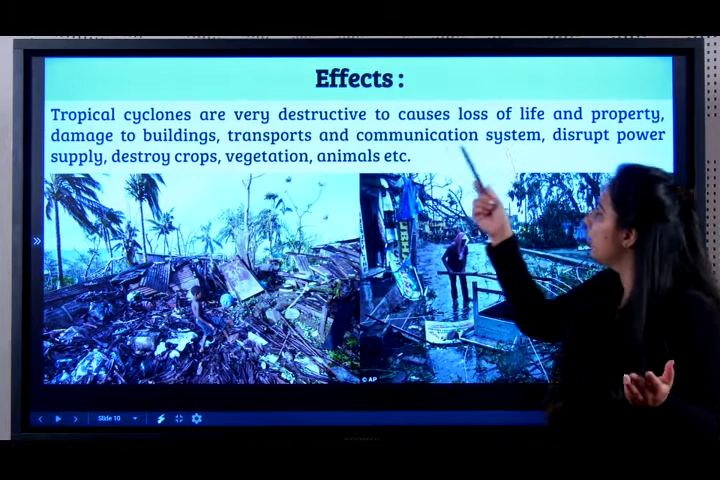 Effects :
Tropical cyclones are very destructive to causes loss of life and property,
damage to buildings, transports and communication system, disrupt power
supply, destroy crops, vegetation, animals etc.
© AP
Slide 10